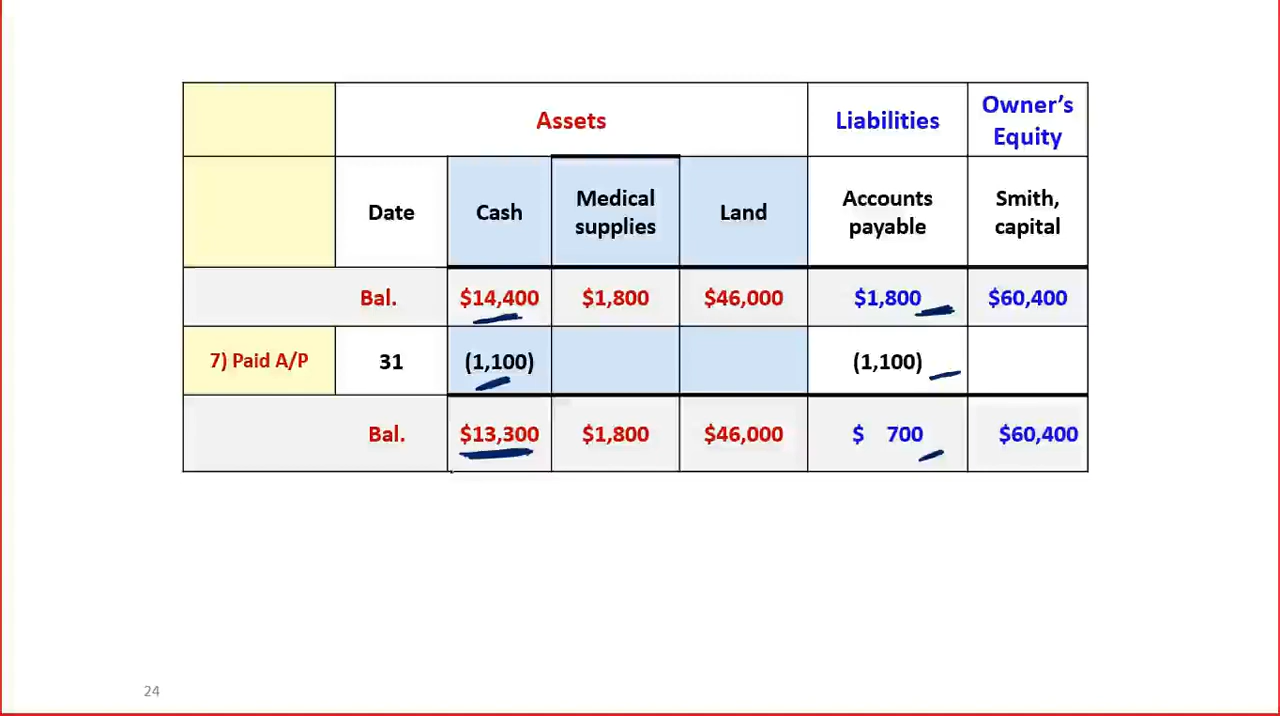 Assets Liabilities Owner's
Equity
Date Cash Medical
supplies Land Accounts
payable Smith,
capital
Bal. $14,400 $1,800 $46,000 $1,800 $60,400
7) Paid A/P 31 (1,100) (1,100)
Bal. $13,300 $1,800 $46,000 $ 700 $60,400
24